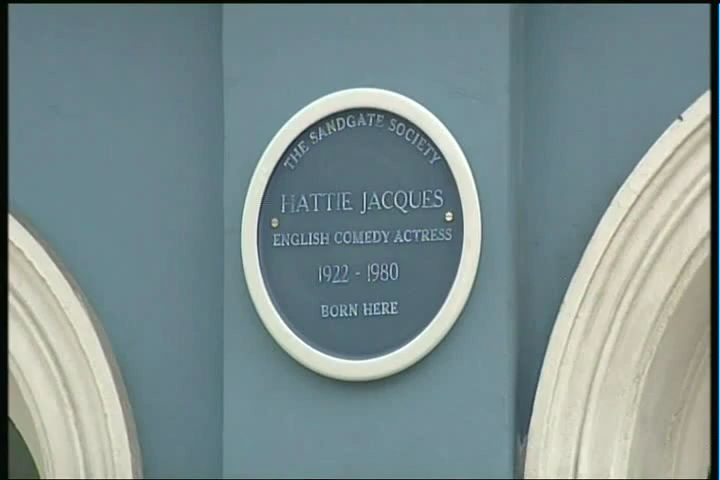 THE SANDGATE SOCIETY
HATTIE JACQUES
ENGLISH COMEDY ACTRESS
1922 - 1980
BORN HERE